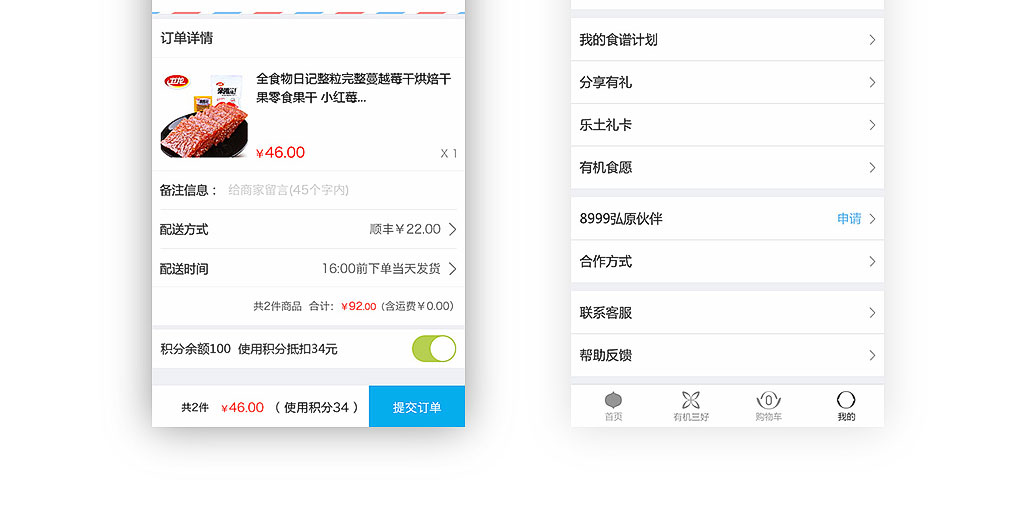 订单详情
全食物日记整粒完整蔓越莓干烘焙干
果零食果干 小红莓...
¥46.00
X 1
备注信息： 给商家留言(45个字内)
配送方式
顺丰¥22.00
配送时间
16:00前下单当天发货
共2件商品 合计： ¥92.00 (含运费¥0.00)
积分余额100 使用积分抵扣34元
共2件 ¥46.00 ( 使用积分34 )
提交订单
我的食谱计划
分享有礼
乐土礼卡
有机食愿
8999弘原伙伴
申请
合作方式
联系客服
帮助反馈
首页
有机三好
购物车
我的